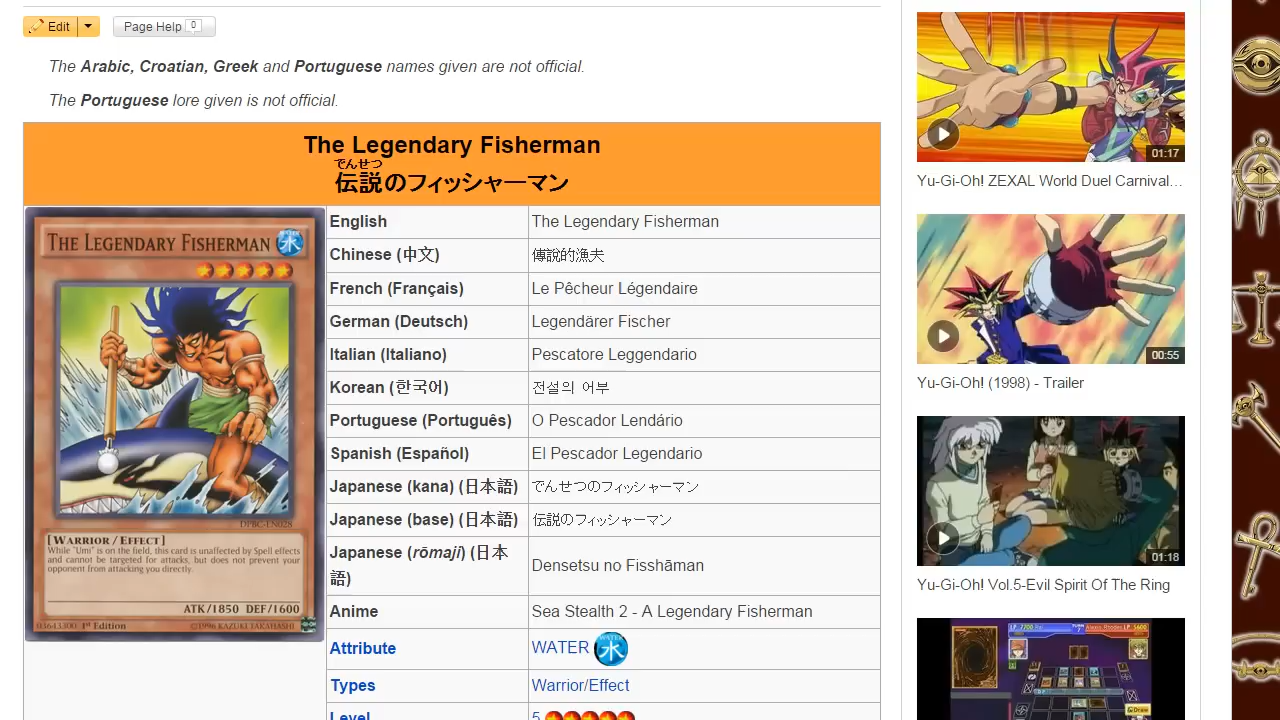 Edit
Page Help 0
The Arabic, Croatian, Greek and Portuguese names given are not official.
The Portuguese lore given is not official.
The Legendary Fisherman
でんせつ
伝説のフィッシャーマン
THE LEGENDARY FISHERMAN
WATER
水
DPBC-EN028
[WARRIOR / EFFECT]
While "Umi" is on the field, this card is unaffected by Spell effects
and cannot be targeted for attacks, but does not prevent your
opponent from attacking you directly.
ATK/1850 DEF/1600
03643300 1st Edition ©1996 KAZUKI TAKAHASHI
English The Legendary Fisherman
Chinese (中文) 傳說的漁夫
French (Français) Le Pêcheur Légendaire
German (Deutsch) Legendärer Fischer
Italian (Italiano) Pescatore Leggendario
Korean (한국어) 전설의 어부
Portuguese (Português) O Pescador Lendário
Spanish (Español) El Pescador Legendario
Japanese (kana) (日本語) でんせつのフィッシャーマン
Japanese (base) (日本語) 伝説のフィッシャーマン
Japanese (rōmaji) (日本
語) Densetsu no Fisshāman
Anime Sea Stealth 2 - A Legendary Fisherman
Attribute WATER WATER 水
Types Warrior/Effect
Level 5
01:17
Yu-Gi-Oh! ZEXAL World Duel Carnival...
00:55
Yu-Gi-Oh! (1998) - Trailer
01:18
Yu-Gi-Oh! Vol.5-Evil Spirit Of The Ring